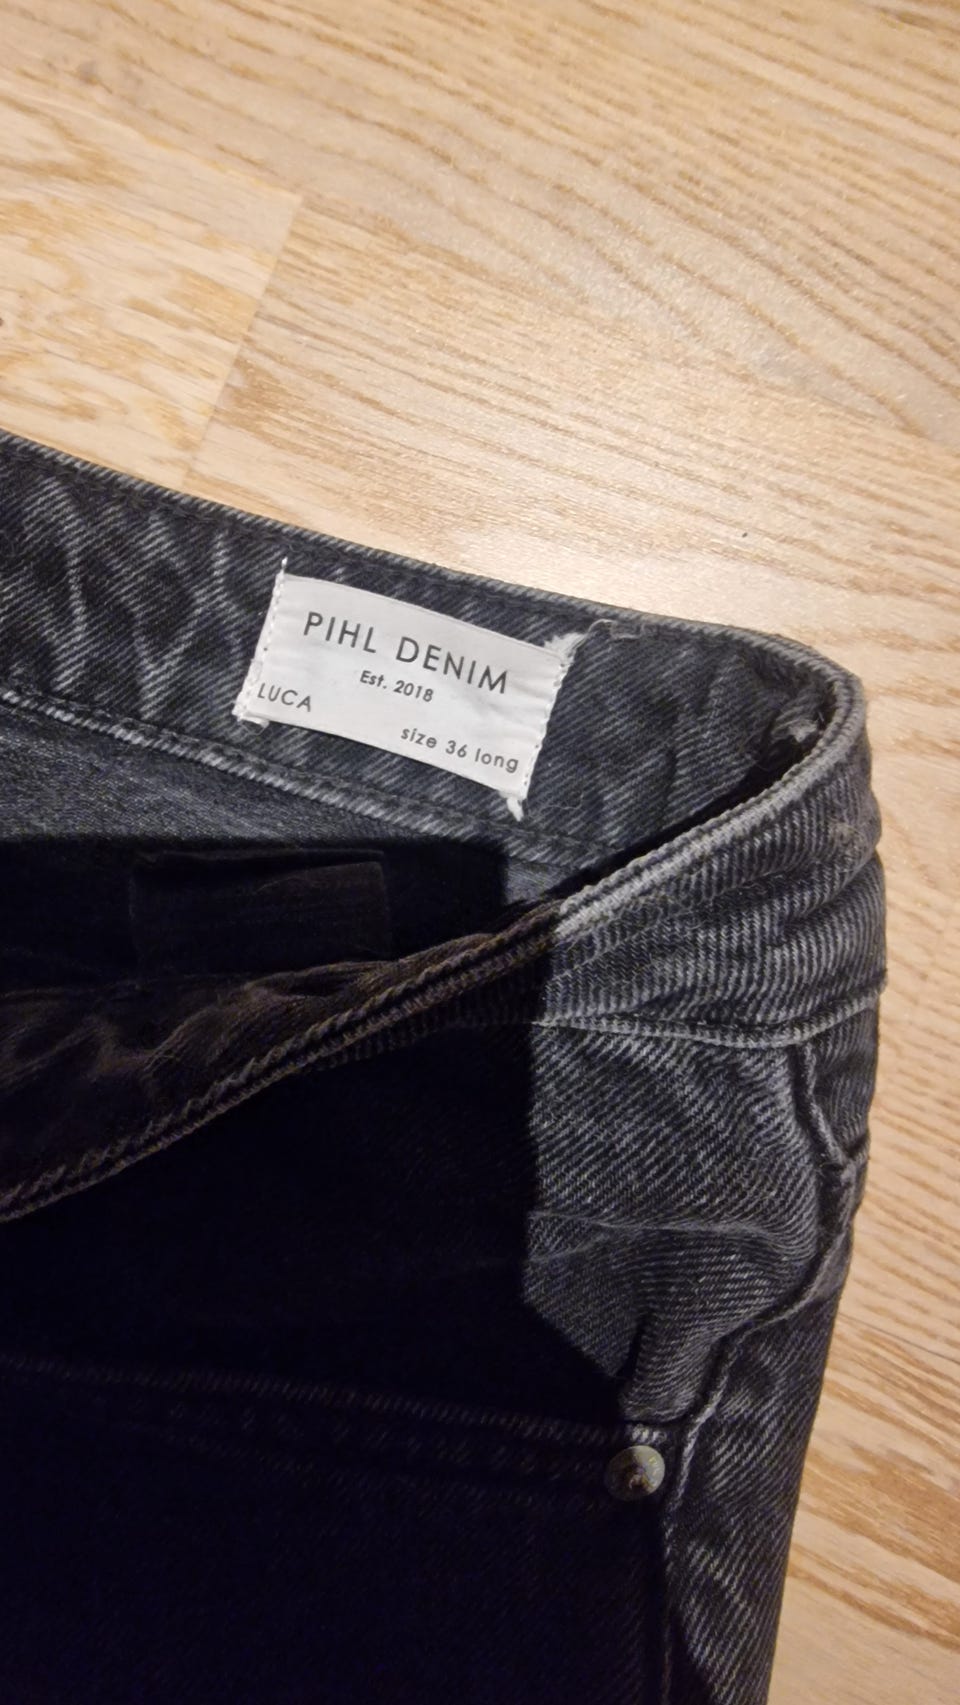 PIHL DENIM
Est. 2018
LUCA
size 36 long